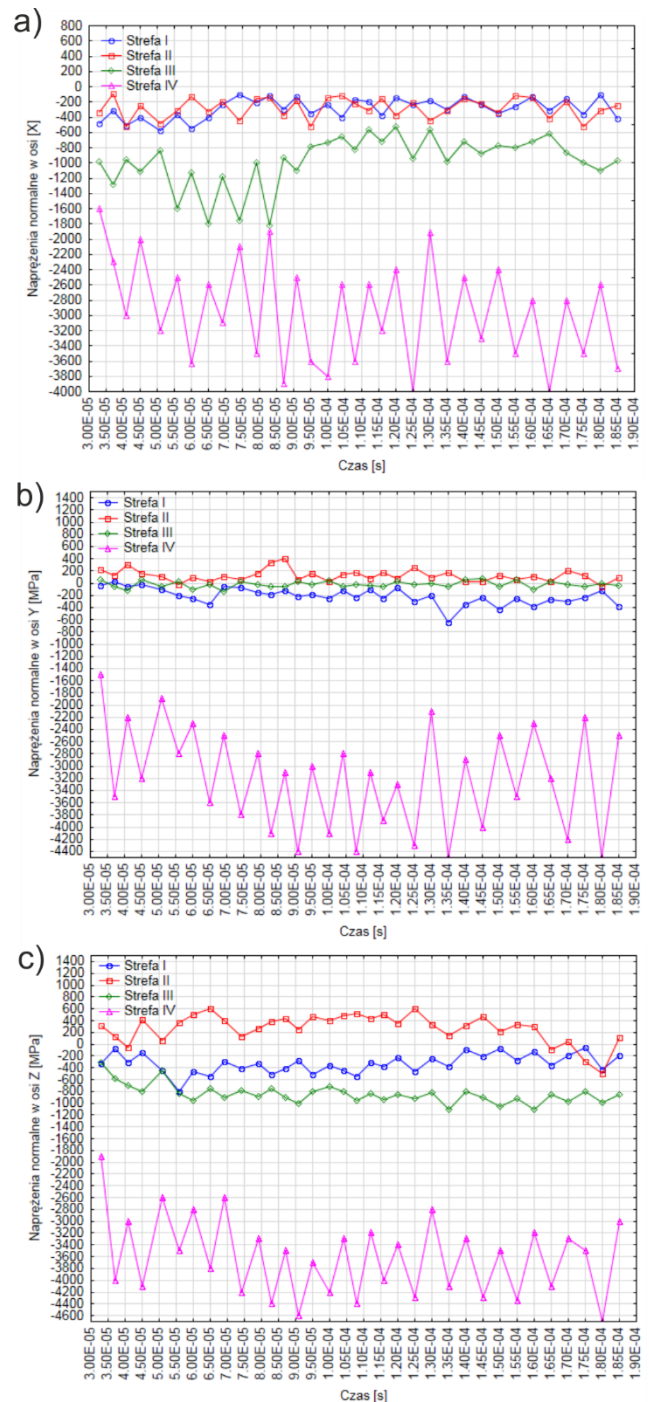 a)
800
600
400
200
0
-200
-400
-600
-800
-1000
-1200
-1400
-1600
-1800
-2000
-2200
-2400
-2600
-2800
-3000
-3200
-3400
-3600
-3800
-4000
Naprężenia normalne w osi [X]
Strefa I
Strefa II
Strefa III
Strefa IV
3.00E-05
3.50E-05
4.00E-05
4.50E-05
5.00E-05
5.50E-05
6.00E-05
6.50E-05
7.00E-05
7.50E-05
8.00E-05
8.50E-05
9.00E-05
9.50E-05
1.00E-04
1.05E-04
1.10E-04
1.15E-04
1.20E-04
1.25E-04
1.30E-04
1.35E-04
1.40E-04
1.45E-04
1.50E-04
1.55E-04
1.60E-04
1.65E-04
1.70E-04
1.75E-04
1.80E-04
1.85E-04
1.90E-04
Czas [s]
b)
1400
1200
1000
800
600
400
200
0
-200
-400
-600
-800
-1000
-1200
-1400
-1600
-1800
-2000
-2200
-2400
-2600
-2800
-3000
-3200
-3400
-3600
-3800
-4000
-4200
-4400
Naprężenia normalne w osi Y [MPa]
Strefa I
Strefa II
Strefa III
Strefa IV
3.00E-05
3.50E-05
4.00E-05
4.50E-05
5.00E-05
5.50E-05
6.00E-05
6.50E-05
7.00E-05
7.50E-05
8.00E-05
8.50E-05
9.00E-05
9.50E-05
1.00E-04
1.05E-04
1.10E-04
1.15E-04
1.20E-04
1.25E-04
1.30E-04
1.35E-04
1.40E-04
1.45E-04
1.50E-04
1.55E-04
1.60E-04
1.65E-04
1.70E-04
1.75E-04
1.80E-04
1.85E-04
1.90E-04
Czas [s]
c)
1400
1200
1000
800
600
400
200
0
-200
-400
-600
-800
-1000
-1200
-1400
-1600
-1800
-2000
-2200
-2400
-2600
-2800
-3000
-3200
-3400
-3600
-3800
-4000
-4200
-4400
-4600
Naprężenia normalne w osi Z [MPa]
Strefa I
Strefa II
Strefa III
Strefa IV
3.00E-05
3.50E-05
4.00E-05
4.50E-05
5.00E-05
5.50E-05
6.00E-05
6.50E-05
7.00E-05
7.50E-05
8.00E-05
8.50E-05
9.00E-05
9.50E-05
1.00E-04
1.05E-04
1.10E-04
1.15E-04
1.20E-04
1.25E-04
1.30E-04
1.35E-04
1.40E-04
1.45E-04
1.50E-04
1.55E-04
1.60E-04
1.65E-04
1.70E-04
1.75E-04
1.80E-04
1.85E-04
1.90E-04
Czas [s]